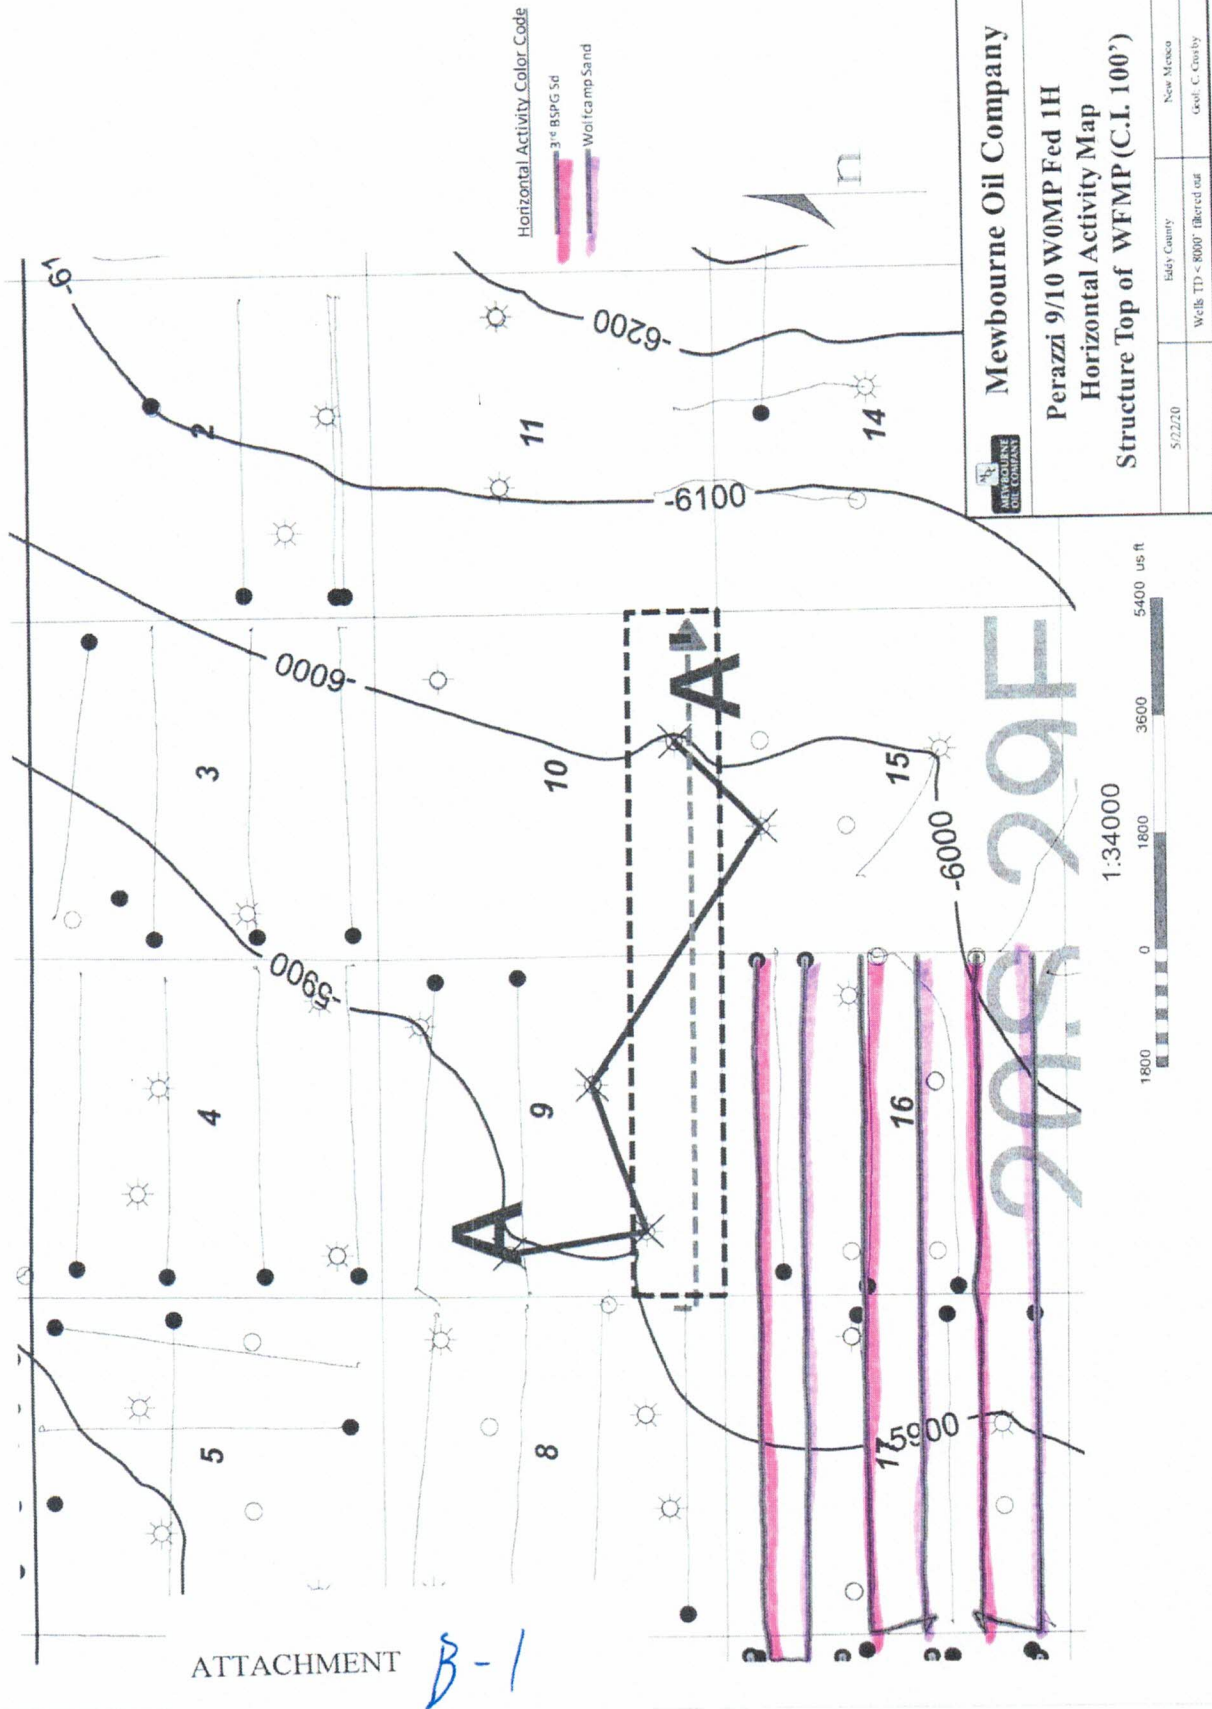 Horizontal Activity Color Code
3rd BSPG Sd
Wolfcamp Sand
n
2
3
4
5
8
9
10
11
14
15
16
17
-5900
-6000
-6100
-6200
-6000
-5900
A
A'
20S 29E
1:34000
1800 0 1800 3600 5400 us ft
MEWBOURNE
OIL COMPANY
Mewbourne Oil Company
Perazzi 9/10 W0MP Fed 1H
Horizontal Activity Map
Structure Top of WFMP (C.I. 100')
5/22/20
Eddy County
New Mexico
Wells TD < 8000' filtered out
Geol: C. Crosby
ATTACHMENT B-1